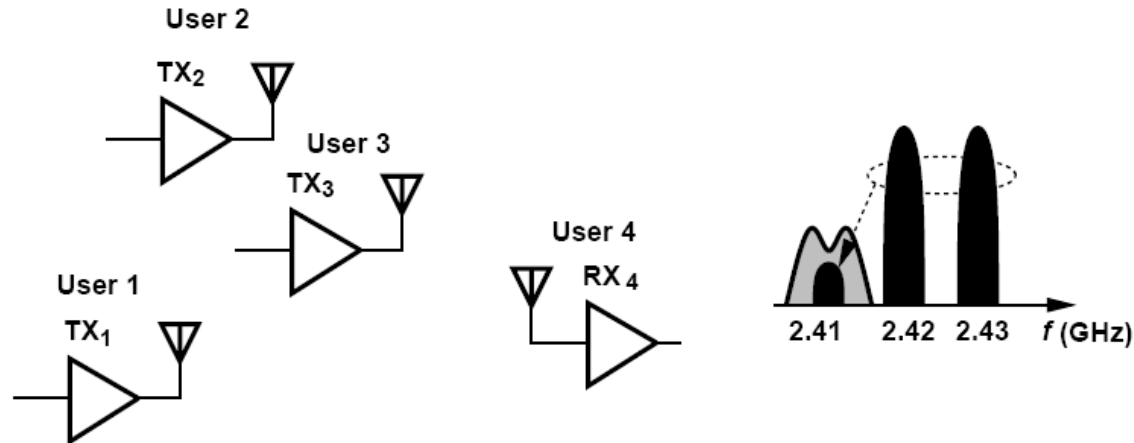 User 2
TX2
User 3
TX3
User 4
RX4
User 1
TX1
2.41 2.42 2.43 f (GHz)